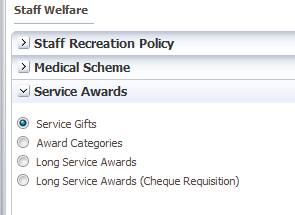 Staff Welfare
Staff Recreation Policy
Medical Scheme
Service Awards
Service Gifts
Award Categories
Long Service Awards
Long Service Awards (Cheque Requisition)